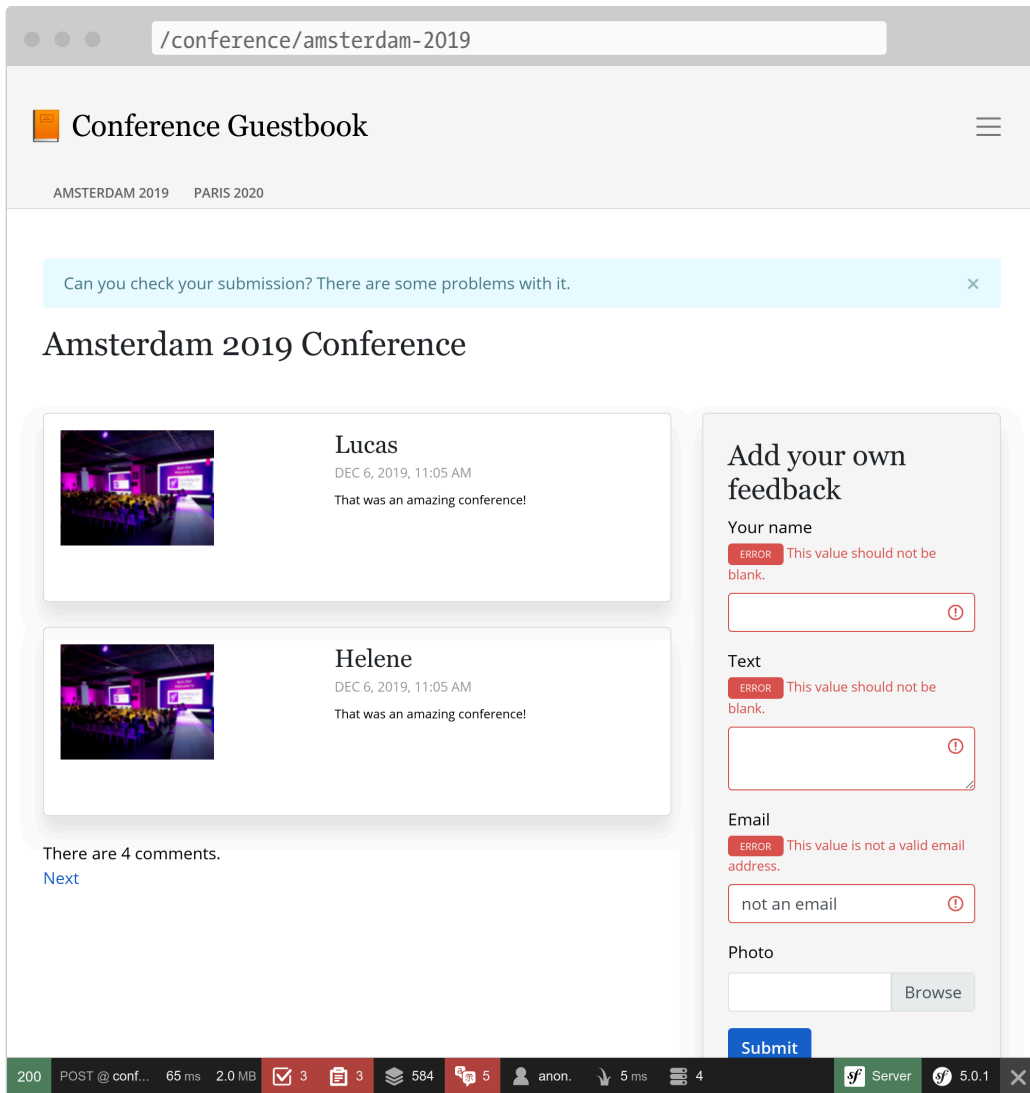 /conference/amsterdam-2019
Conference Guestbook
AMSTERDAM 2019 PARIS 2020
Can you check your submission? There are some problems with it. ×
Amsterdam 2019 Conference
Lucas
DEC 6, 2019, 11:05 AM
That was an amazing conference!
Helene
DEC 6, 2019, 11:05 AM
That was an amazing conference!
There are 4 comments.
Next
Add your own
feedback
Your name
ERROR This value should not be
blank.
Text
ERROR This value should not be
blank.
Email
ERROR This value is not a valid email
address.
not an email
Photo
Browse
Submit
200 POST @ conf... 65 ms 2.0 MB 3 3 584 5 anon. 5 ms 4 sf Server sf 5.0.1